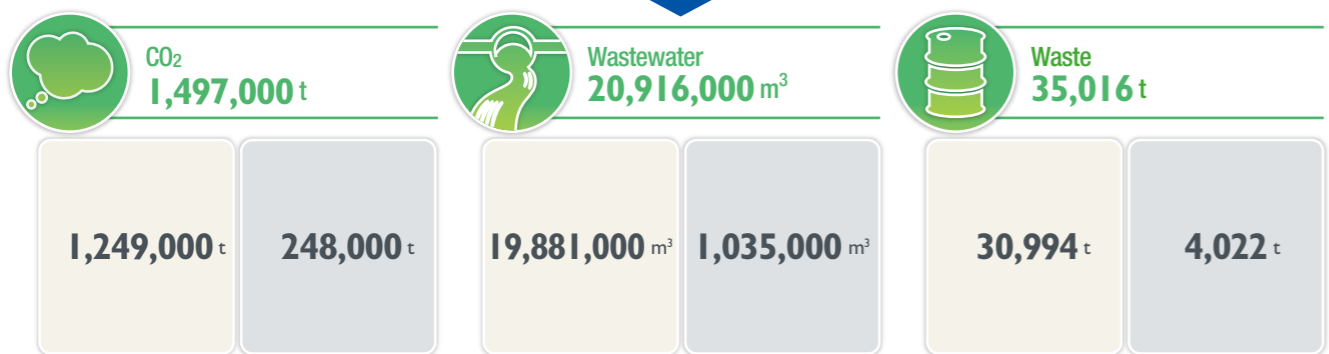 CO₂
1,497,000 t
Wastewater
20,916,000 m³
Waste
35,016 t
1,249,000 t
248,000 t
19,881,000 m³
1,035,000 m³
30,994 t
4,022 t